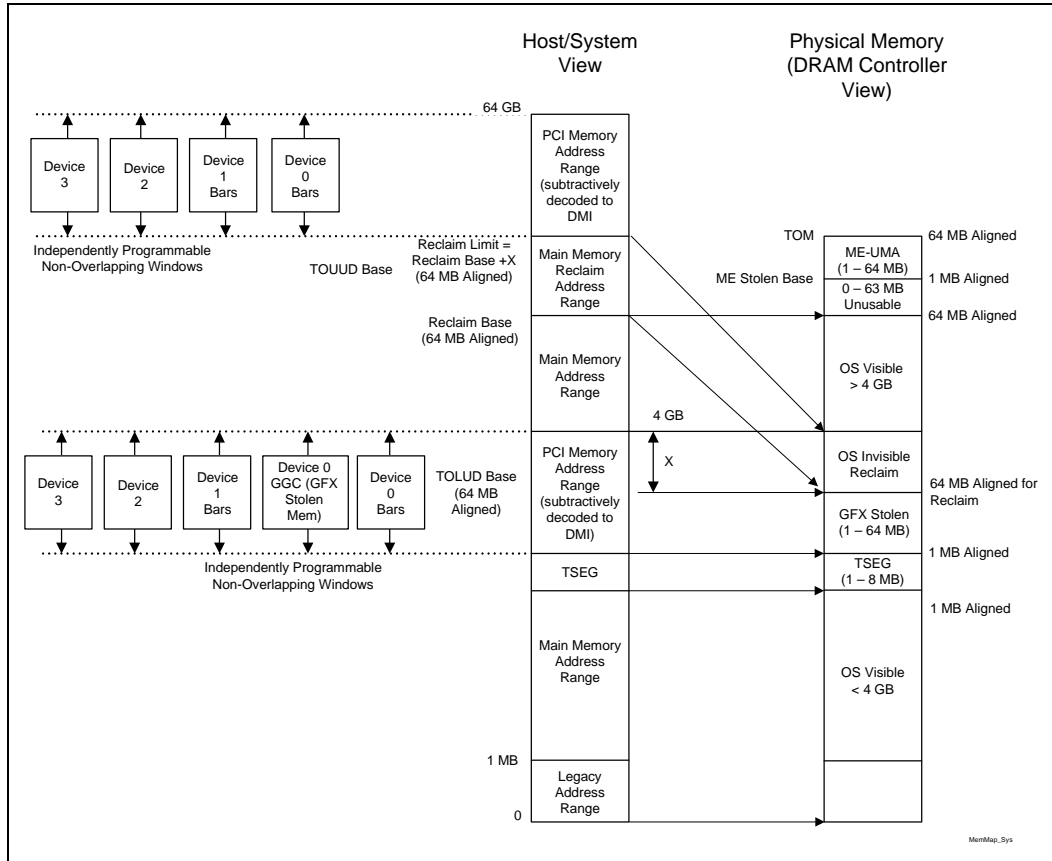 Host/System
View
Physical Memory
(DRAM Controller
View)
64 GB
PCI Memory
Address
Range
(subtractively
decoded to
DMI
Device
3
Device
2
Device
1
Bars
Device
0
Bars
Independently Programmable
Non-Overlapping Windows
TOUUD Base
Reclaim Limit =
Reclaim Base +X
(64 MB Aligned)
Main Memory
Reclaim
Address
Range
TOM
ME-UMA
(1 – 64 MB)
64 MB Aligned
ME Stolen Base
0 – 63 MB
Unusable
1 MB Aligned
64 MB Aligned
Reclaim Base
(64 MB Aligned)
Main Memory
Address
Range
OS Visible
> 4 GB
4 GB
Device
3
Device
2
Device
1
Bars
Device 0
GGC (GFX
Stolen
Mem)
Device
0
Bars
TOLUD Base
(64 MB
Aligned)
PCI Memory
Address
Range
(subtractively
decoded to
DMI)
X
OS Invisible
Reclaim
64 MB Aligned for
Reclaim
GFX Stolen
(1 – 64 MB)
Independently Programmable
Non-Overlapping Windows
1 MB Aligned
TSEG
TSEG
(1 – 8 MB)
1 MB Aligned
Main Memory
Address
Range
OS Visible
< 4 GB
1 MB
Legacy
Address
Range
0
MemMap_Sys